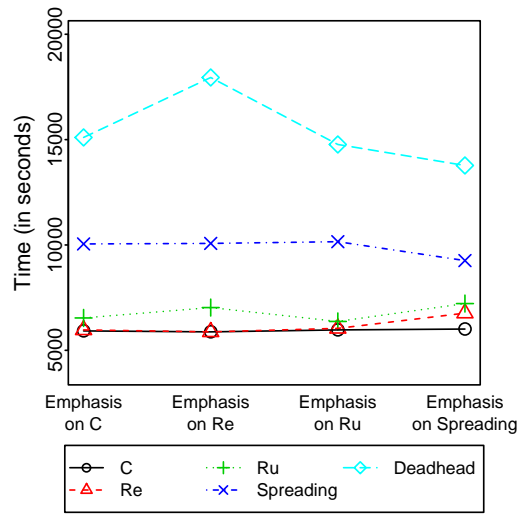 20000
15000
10000
5000
Time (in seconds)
Emphasis on C
Emphasis on Re
Emphasis on Ru
Emphasis on Spreading
C
Ru
Deadhead
Re
Spreading